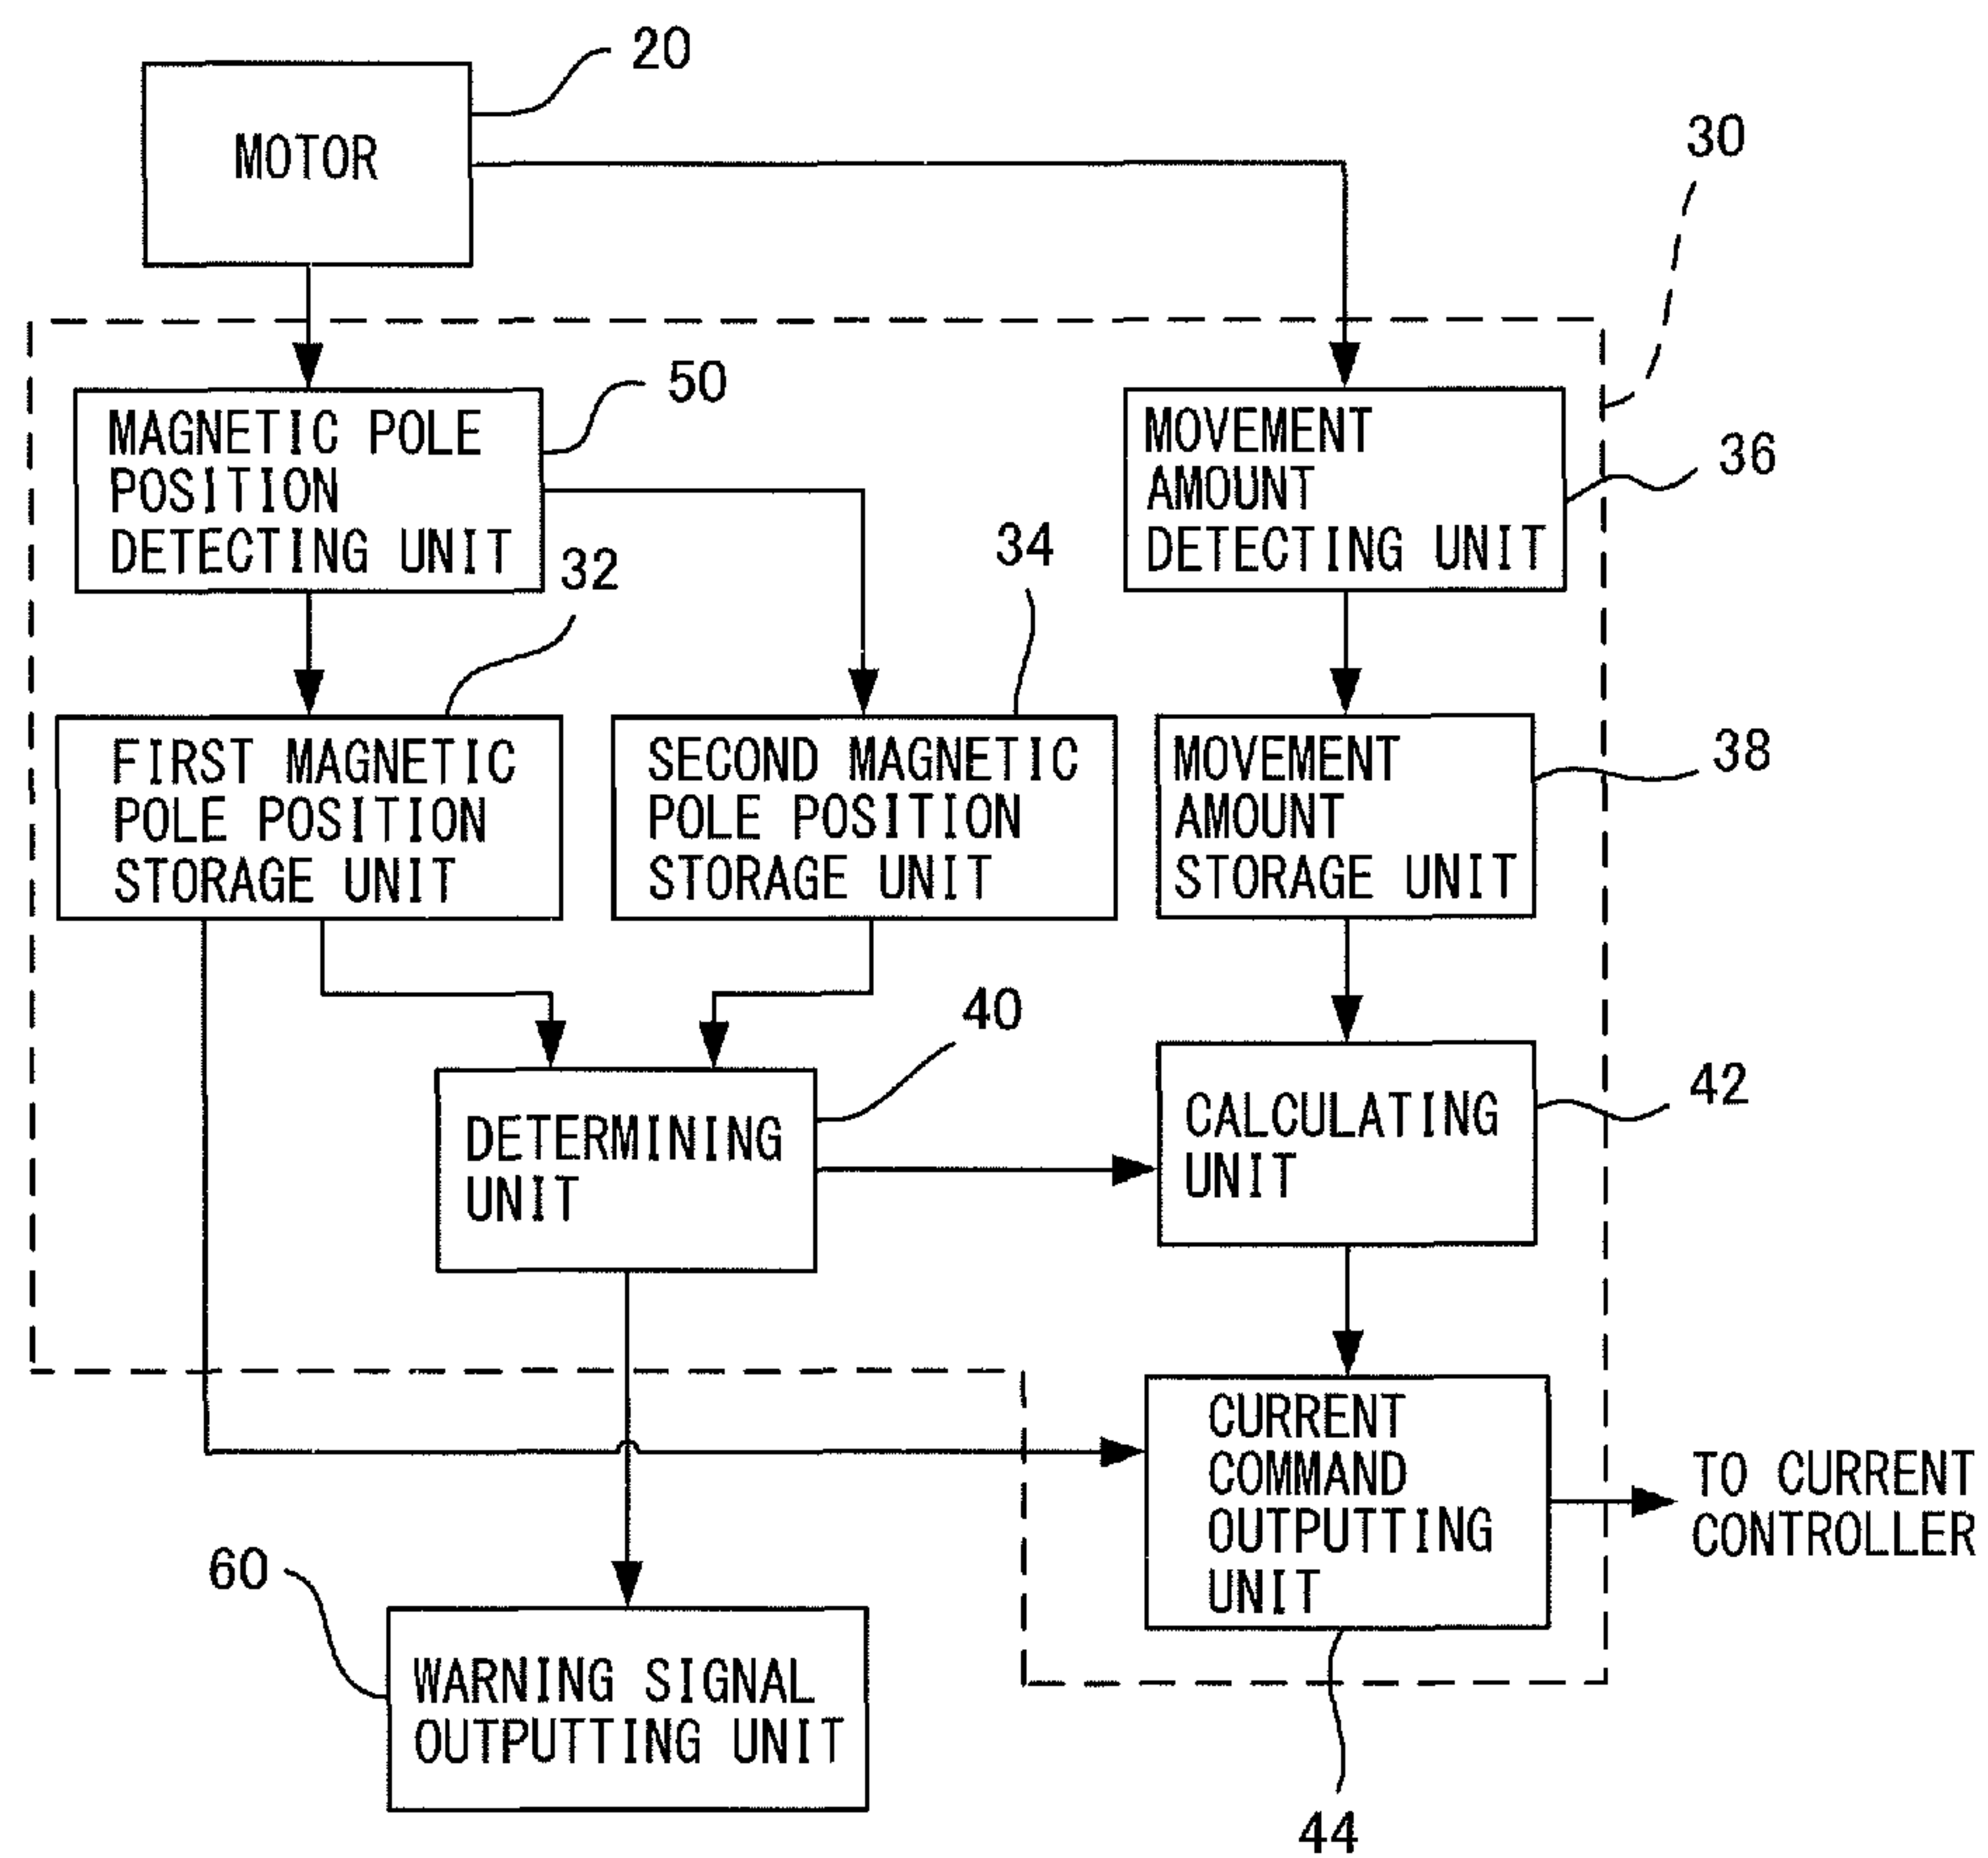 20
MOTOR
30
50
MAGNETIC POLE
POSITION
DETECTING UNIT
MOVEMENT
AMOUNT
DETECTING UNIT
36
32
34
FIRST MAGNETIC
POLE POSITION
STORAGE UNIT
SECOND MAGNETIC
POLE POSITION
STORAGE UNIT
MOVEMENT
AMOUNT
STORAGE UNIT
38
40
DETERMINING
UNIT
CALCULATING
UNIT
42
CURRENT
COMMAND
OUTPUTTING
UNIT
TO CURRENT
CONTROLLER
60
WARNING SIGNAL
OUTPUTTING UNIT
44